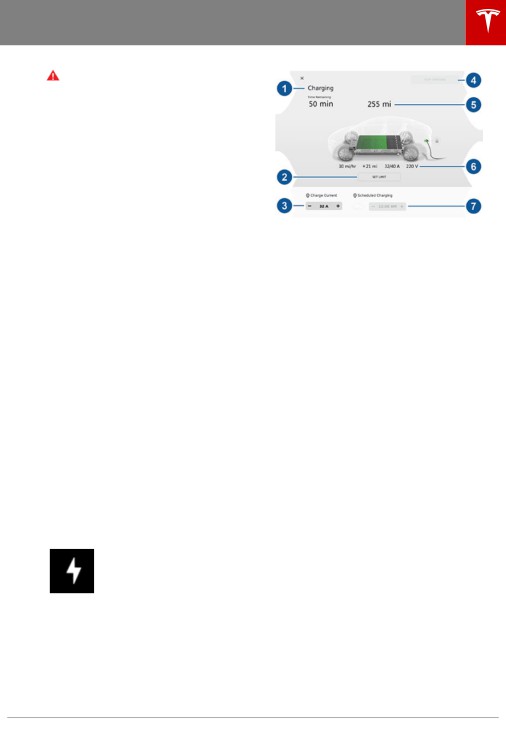 1
Charging
4
Time Remaining
50 min
255 mi
5
30 mi/hr
+21 mi
32/40 A
220 V
6
2
SET LIMIT
Charge Current
Scheduled Charging
3
7